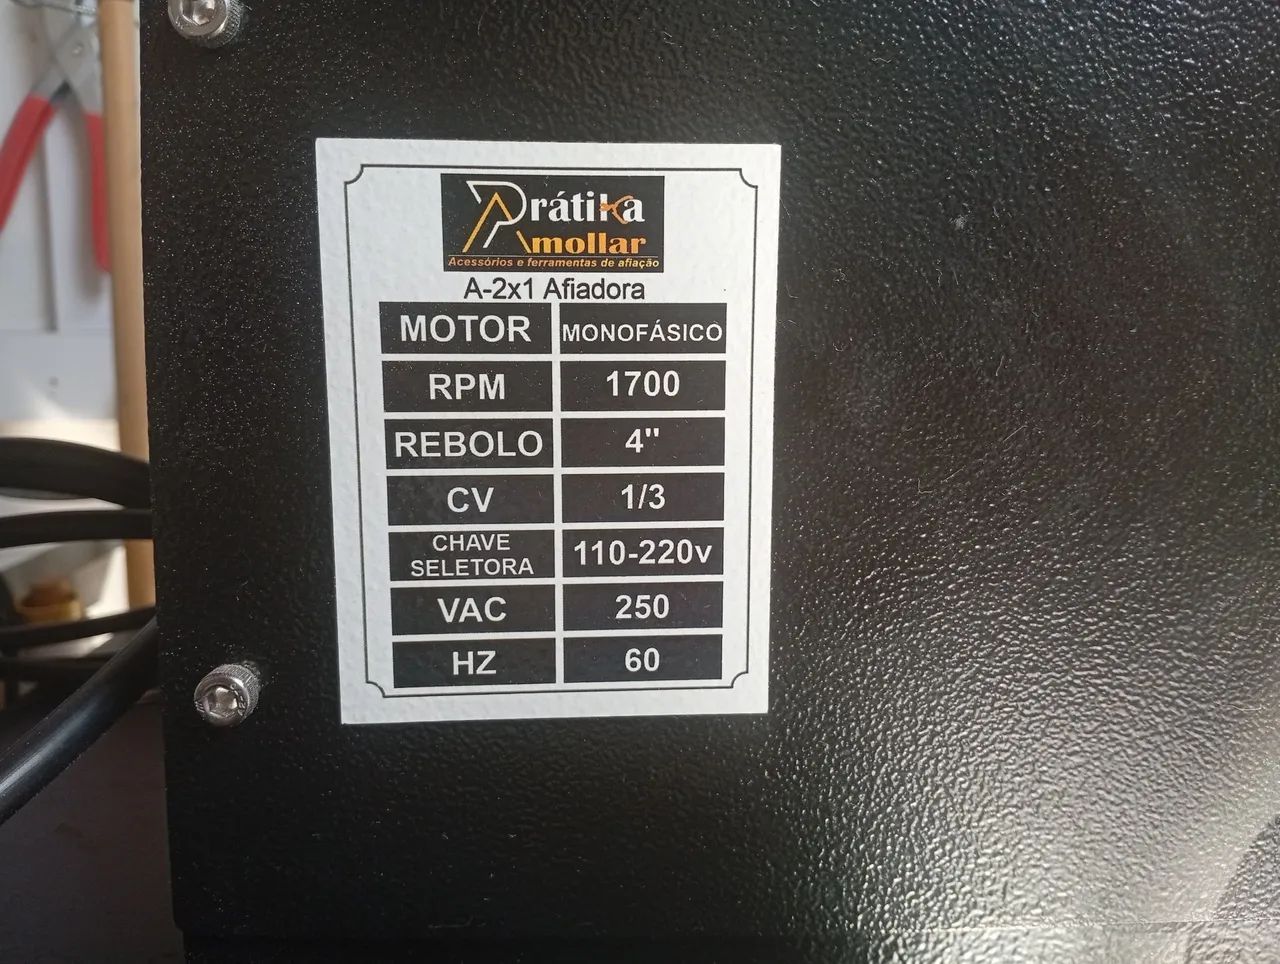 Prátika
Amollar
Acessórios e ferramentas de afiação
A-2x1 Afiadora
MOTOR MONOFÁSICO
RPM 1700
REBOLO 4"
CV 1/3
CHAVE SELETORA 110-220v
VAC 250
HZ 60